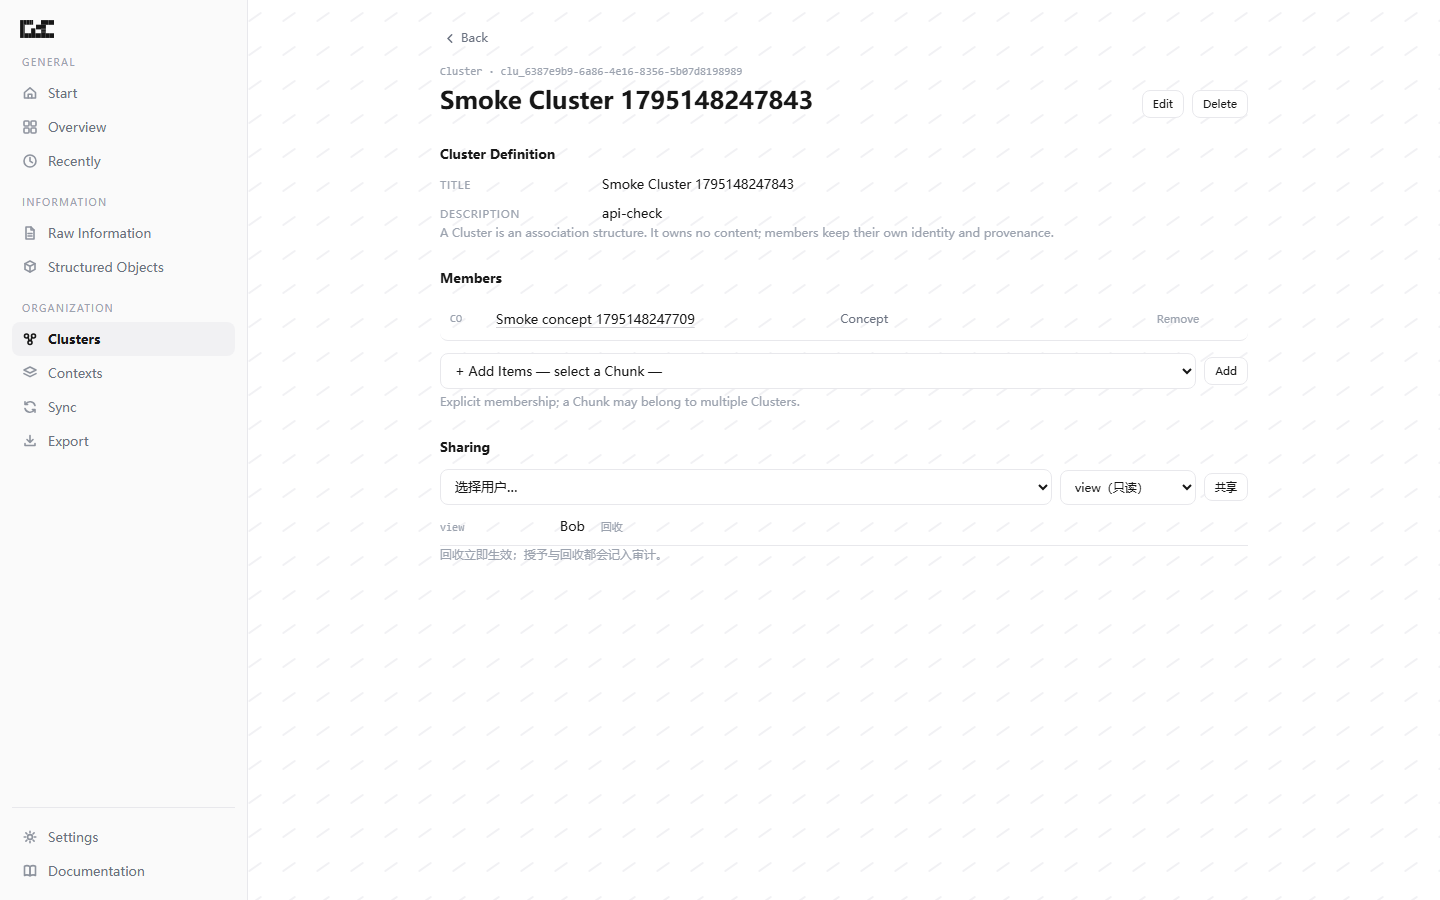 GENERAL
Start
Overview
Recently
INFORMATION
Raw Information
Structured Objects
ORGANIZATION
Clusters
Contexts
Sync
Export
Settings
Documentation
Back
Cluster · clu_6387e9b9-6a86-4e16-8356-5b07d8198989
Smoke Cluster 1795148247843
Edit
Delete
Cluster Definition
TITLE Smoke Cluster 1795148247843
DESCRIPTION api-check
A Cluster is an association structure. It owns no content; members keep their own identity and provenance.
Members
CO Smoke concept 1795148247709 Concept Remove
+ Add Items — select a Chunk — Add
Explicit membership; a Chunk may belong to multiple Clusters.
Sharing
选择用户... view（只读） 共享
view Bob 回收
回收立即生效；授予与回收都会记入审计。